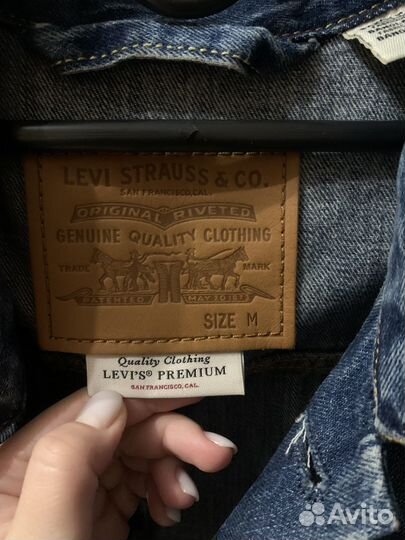 LEVI STRAUSS & CO.
SAN FRANCISCO, CAL.
ORIGINAL RIVETED
GENUINE QUALITY CLOTHING
TRADE MARK
PATENTED MAY 20 187
SIZE M
Quality Clothing
LEVI'S® PREMIUM
SAN FRANCISCO, CAL.
Avito